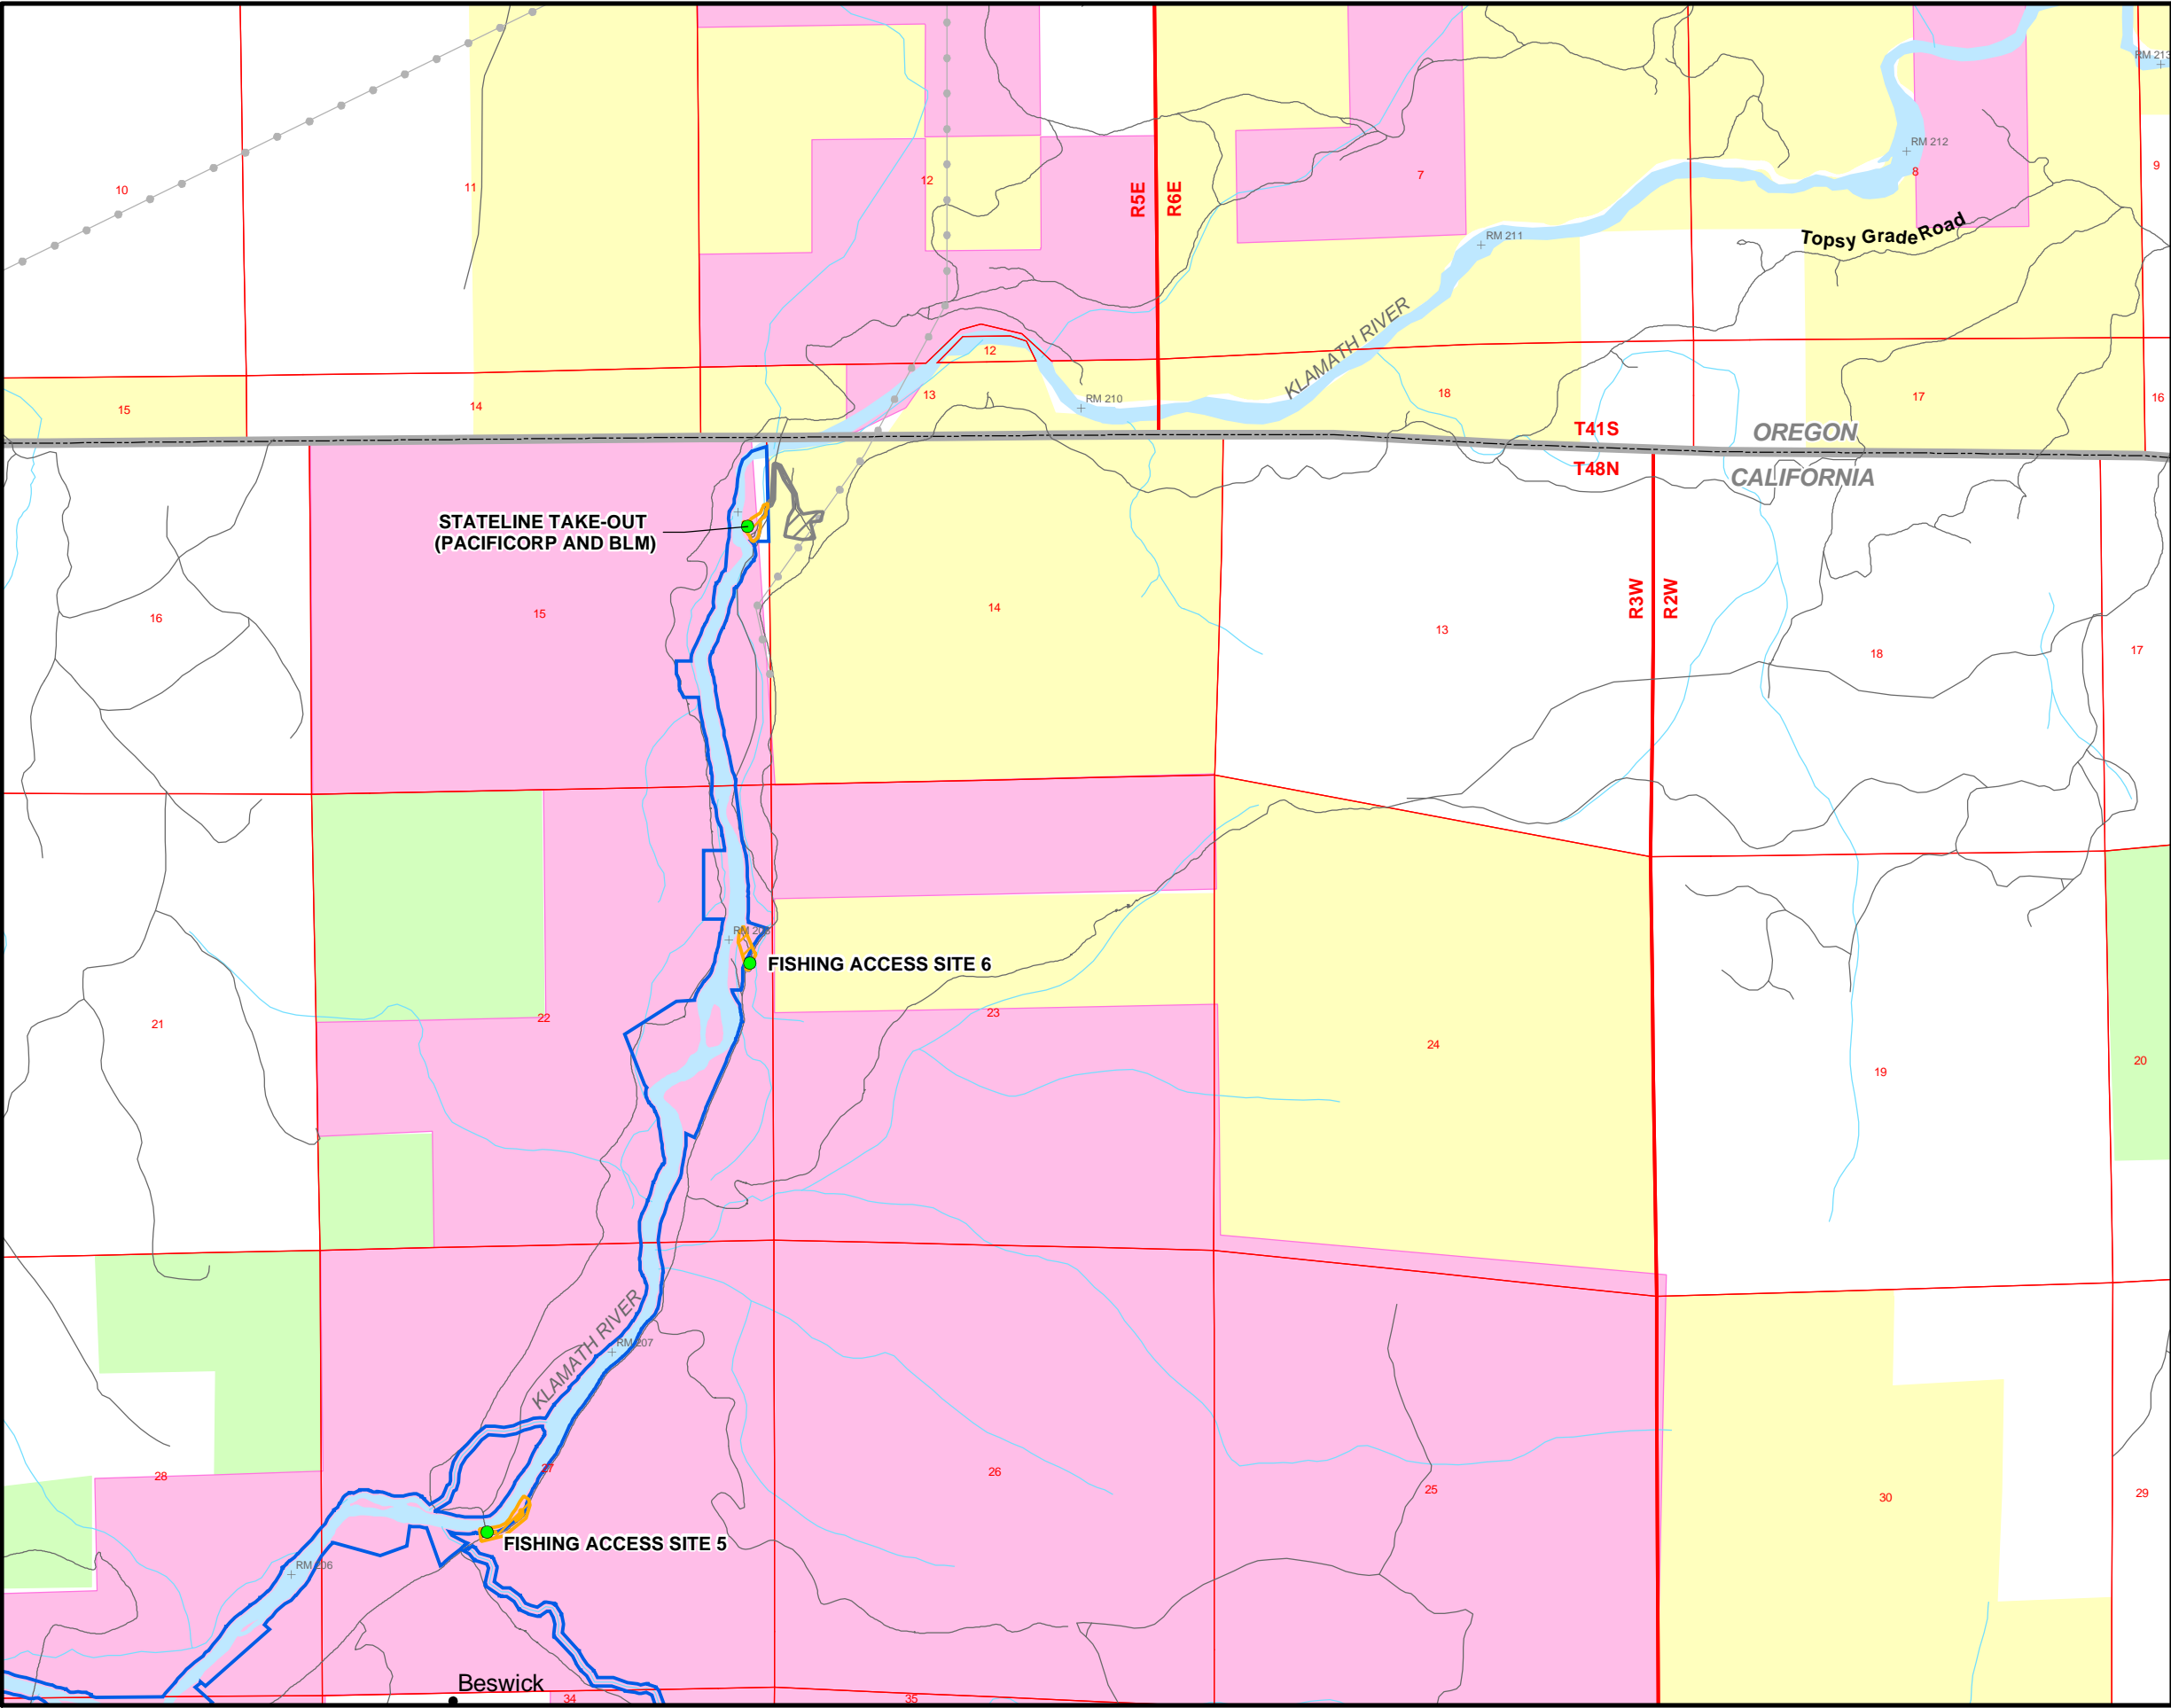 RM 213
RM 212
10
11
12
7
8
9
R5E
R6E
Topsy Grade Road
RM 211
KLAMATH RIVER
12
15
14
13
RM 210
18
17
16
T41S
OREGON
T48N
CALIFORNIA
STATELINE TAKE-OUT
(PACIFICORP AND BLM)
16
15
14
13
R3W
R2W
18
17
FISHING ACCESS SITE 6
21
22
23
24
19
20
KLAMATH RIVER
RM 207
28
27
26
25
30
29
FISHING ACCESS SITE 5
RM 206
Beswick
34
35